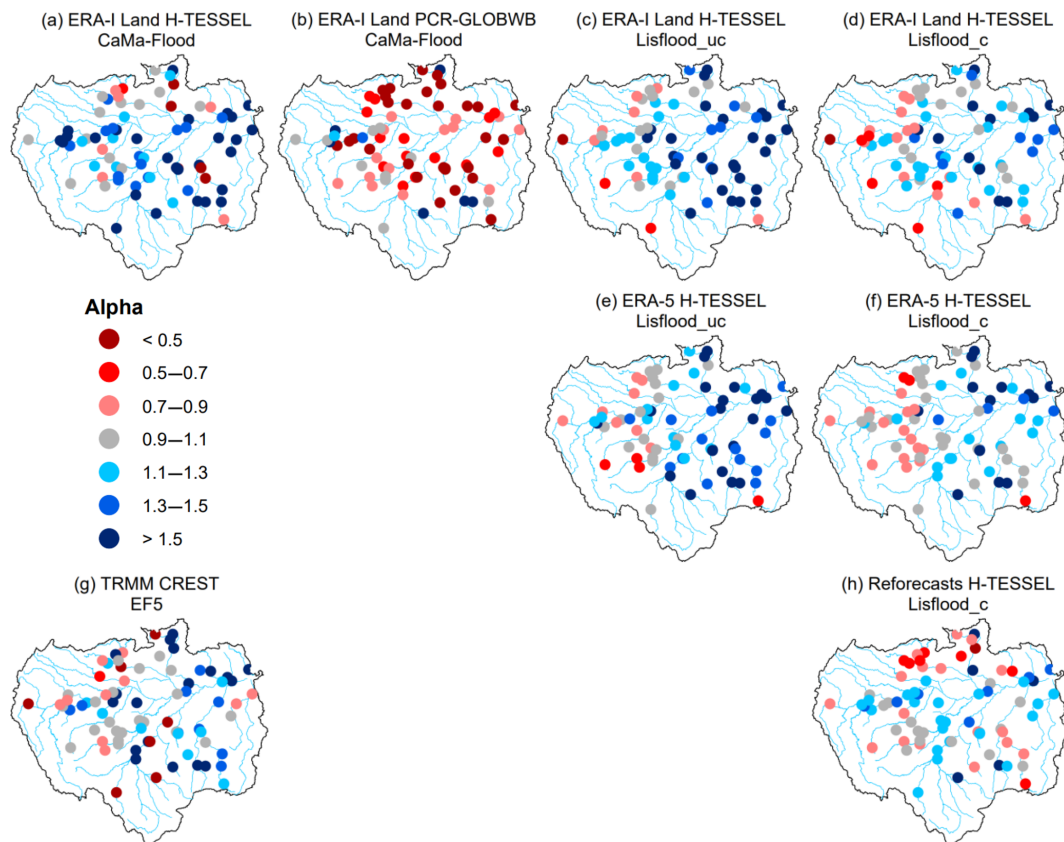 (a) ERA-I Land H-TESSEL
CaMa-Flood
(b) ERA-I Land PCR-GLOBWB
CaMa-Flood
(c) ERA-I Land H-TESSEL
Lisflood_uc
(d) ERA-I Land H-TESSEL
Lisflood_c
(e) ERA-5 H-TESSEL
Lisflood_uc
(f) ERA-5 H-TESSEL
Lisflood_c
Alpha
< 0.5
0.5—0.7
0.7—0.9
0.9—1.1
1.1—1.3
1.3—1.5
> 1.5
(g) TRMM CREST
EF5
(h) Reforecasts H-TESSEL
Lisflood_c